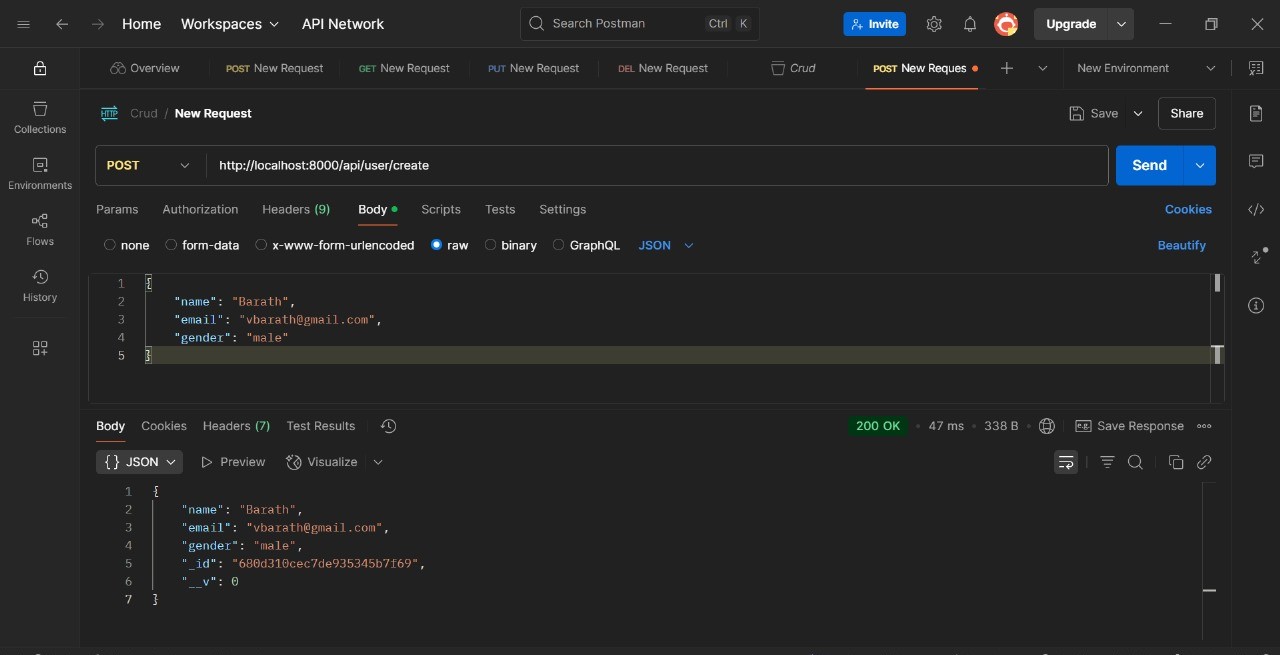 Home Workspaces API Network Search Postman Ctrl K Invite Upgrade
Overview POST New Request GET New Request PUT New Request DEL New Request Crud POST New Reques New Environment
HTTP Crud / New Request Save Share
Collections
POST http://localhost:8000/api/user/create Send
Environments
Params Authorization Headers (9) Body Scripts Tests Settings Cookies
Flows
none form-data x-www-form-urlencoded raw binary GraphQL JSON Beautify
History
1 {
2 "name": "Barath",
3 "email": "vbarath@gmail.com",
4 "gender": "male"
5 }
Body Cookies Headers (7) Test Results 200 OK 47 ms 338 B e.g. Save Response
{} JSON Preview Visualize
1 {
2 "name": "Barath",
3 "email": "vbarath@gmail.com",
4 "gender": "male",
5 "_id": "680d310cec7de935345b7f69",
6 "__v": 0
7 }